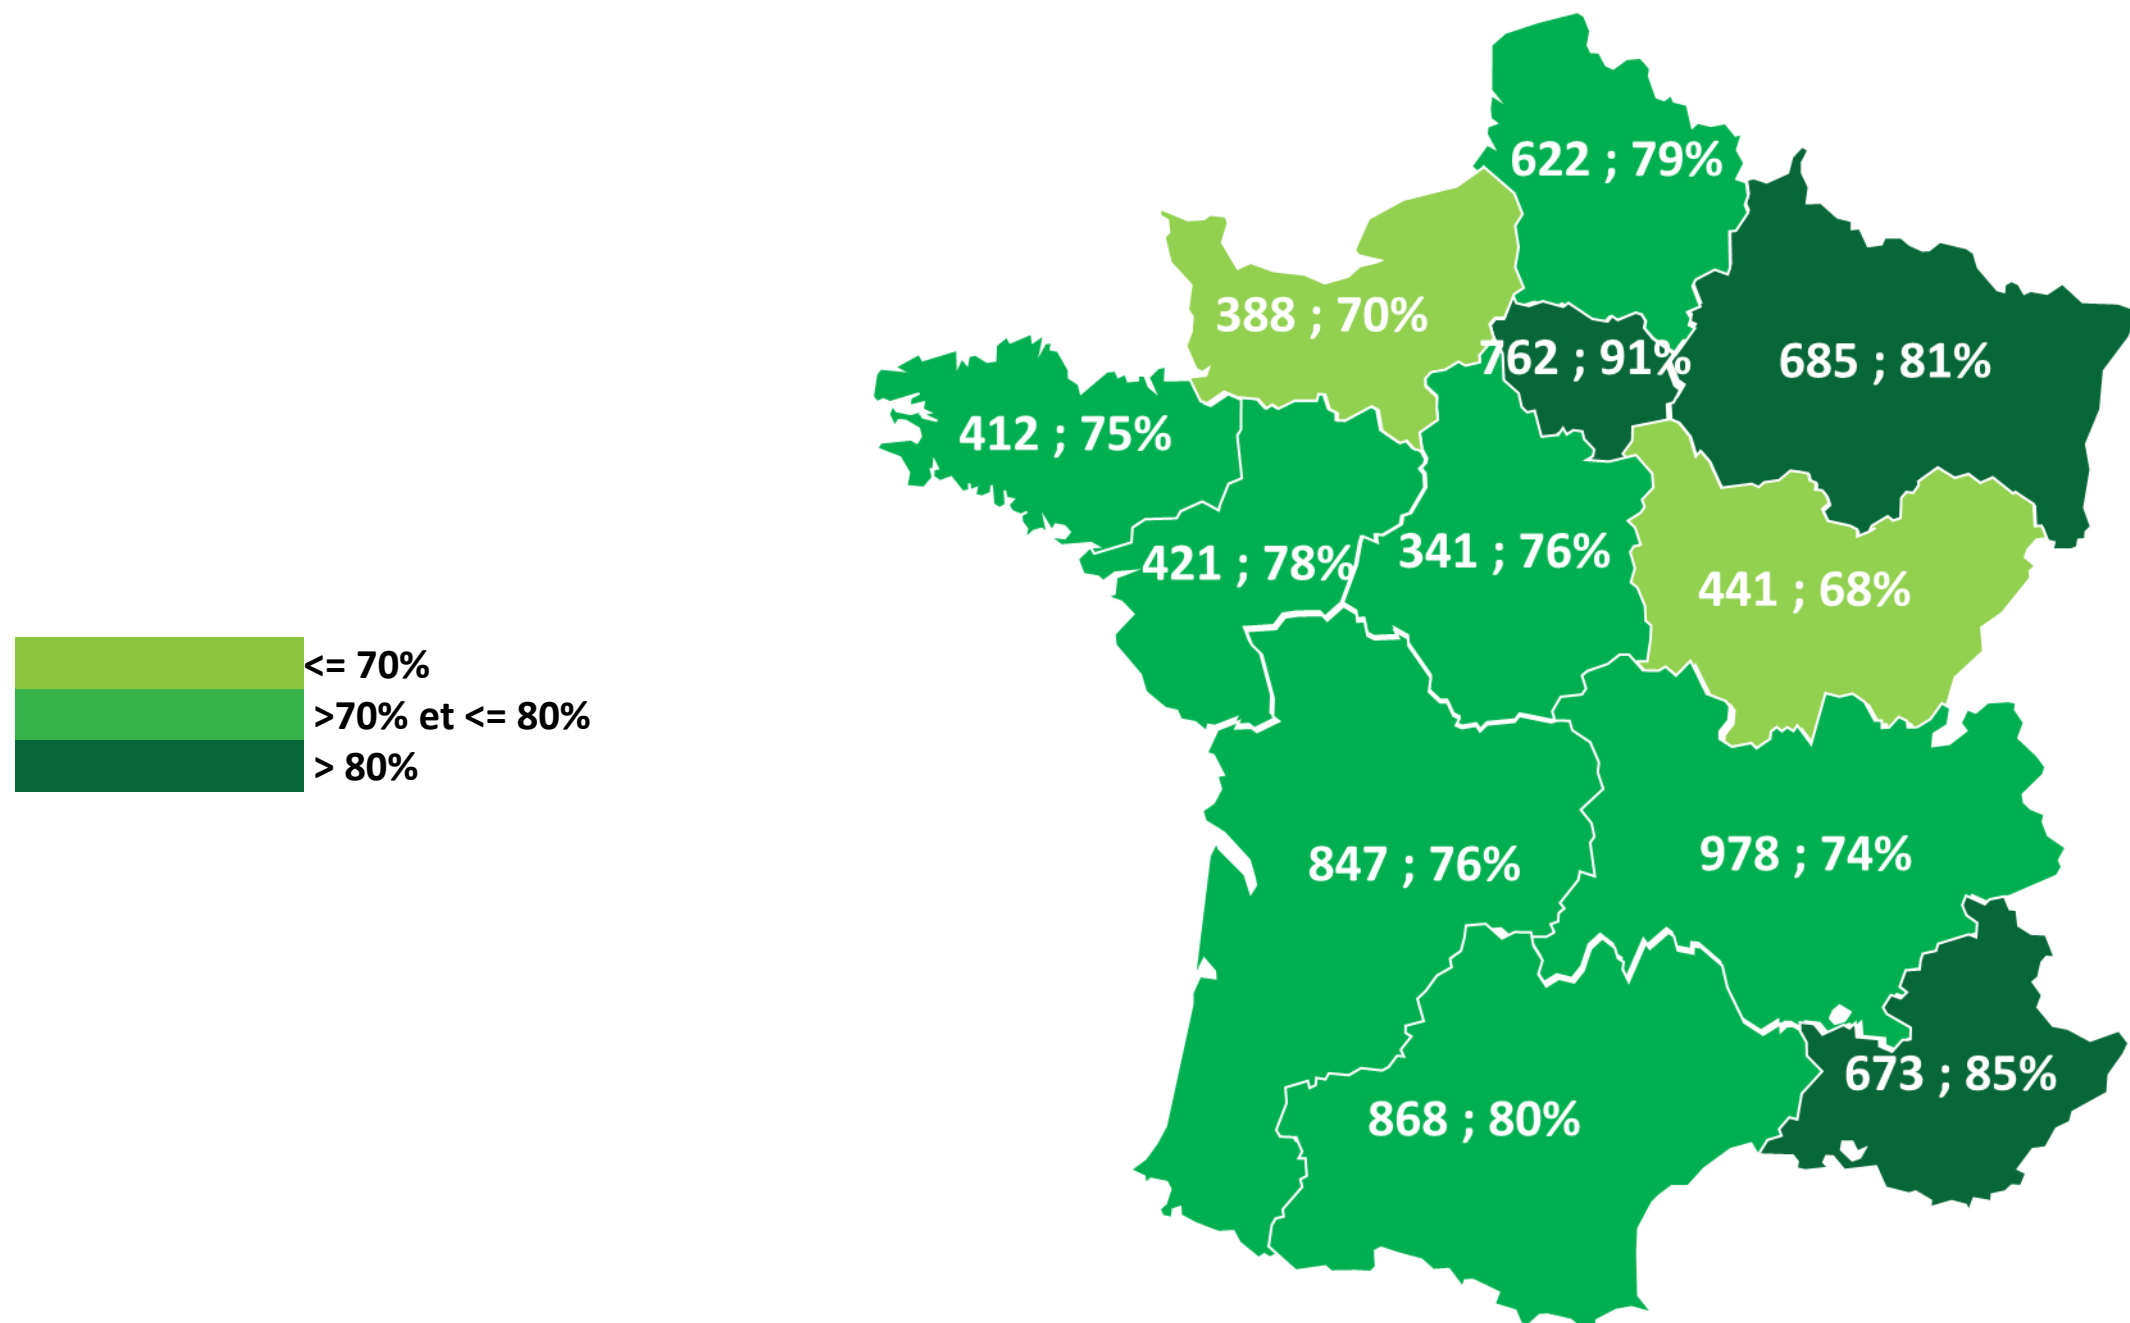 622 ; 79%
388 ; 70%
762 ; 91%
685 ; 81%
412 ; 75%
421 ; 78%
341 ; 76%
441 ; 68%
<= 70%
>70% et <= 80%
> 80%
847 ; 76%
978 ; 74%
673 ; 85%
868 ; 80%